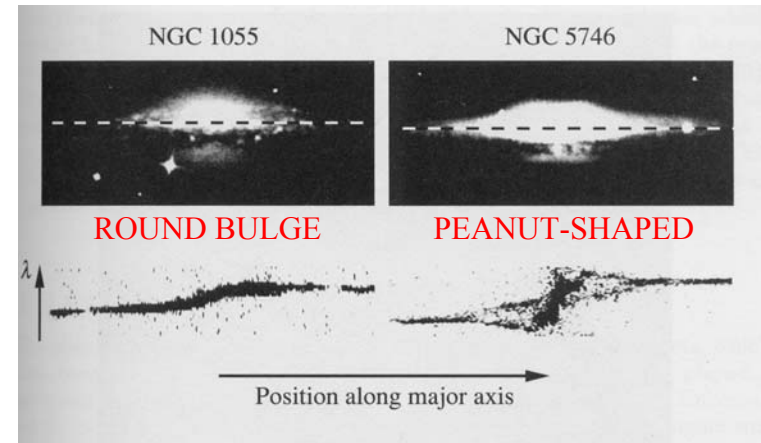 NGC 1055
NGC 5746
ROUND BULGE
PEANUT-SHAPED
λ
Position along major axis